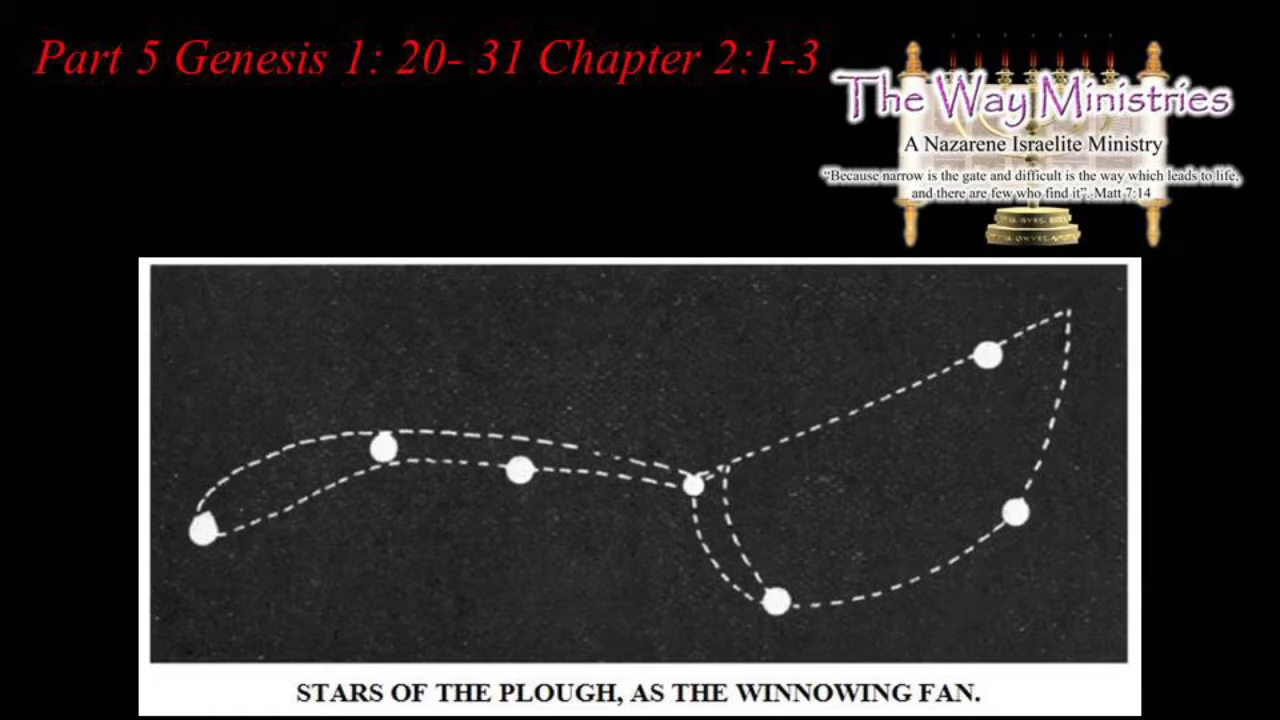 Part 5 Genesis 1: 20- 31 Chapter 2:1-3
The Way Ministries
A Nazarene Israelite Ministry
“Because narrow is the gate and difficult is the way which leads to life,
and there are few who find it”. Matt 7:14
STARS OF THE PLOUGH, AS THE WINNOWING FAN.